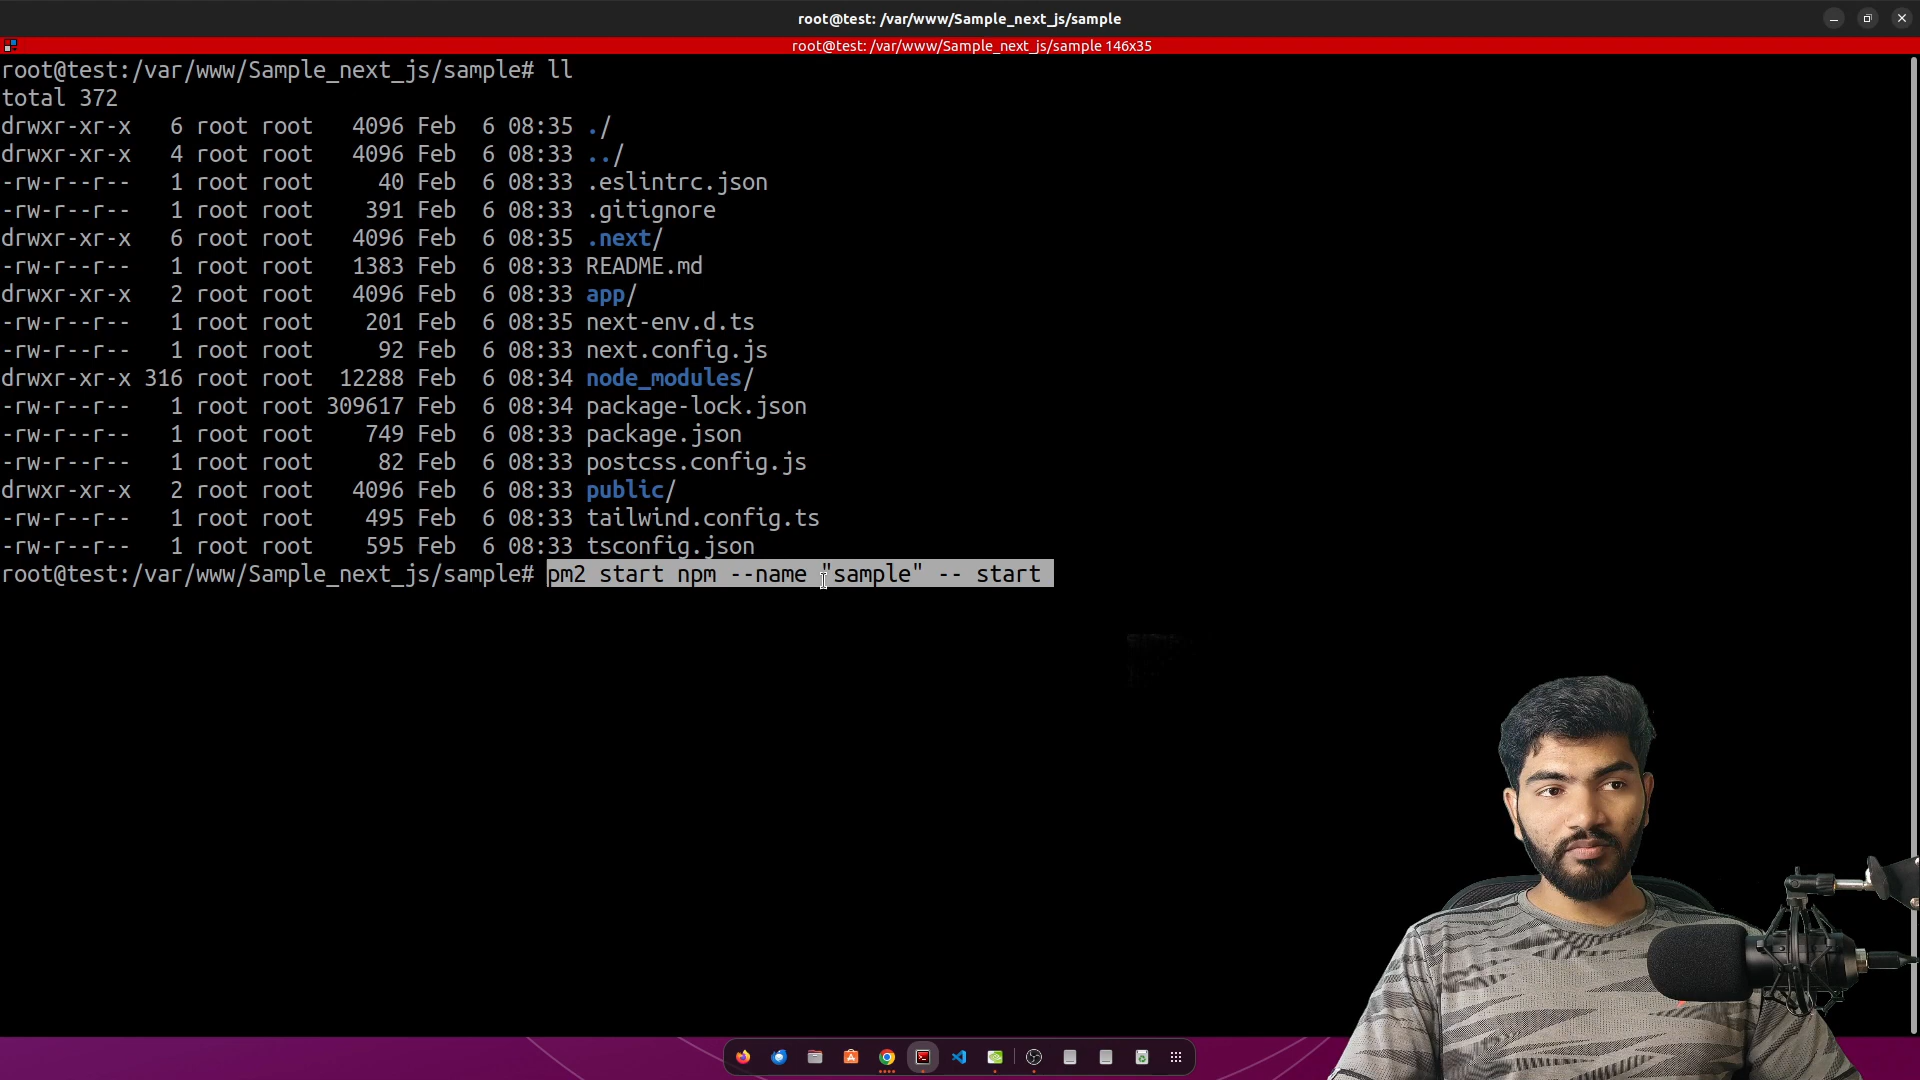 root@test: /var/www/Sample_next_js/sample
root@test: /var/www/Sample_next_js/sample 146x35
root@test:/var/www/Sample_next_js/sample# ll
total 372
drwxr-xr-x   6 root root   4096 Feb  6 08:35 ./
drwxr-xr-x   4 root root   4096 Feb  6 08:33 ../
-rw-r--r--   1 root root     40 Feb  6 08:33 .eslintrc.json
-rw-r--r--   1 root root    391 Feb  6 08:33 .gitignore
drwxr-xr-x   6 root root   4096 Feb  6 08:35 .next/
-rw-r--r--   1 root root   1383 Feb  6 08:33 README.md
drwxr-xr-x   2 root root   4096 Feb  6 08:33 app/
-rw-r--r--   1 root root    201 Feb  6 08:35 next-env.d.ts
-rw-r--r--   1 root root     92 Feb  6 08:33 next.config.js
drwxr-xr-x 316 root root  12288 Feb  6 08:34 node_modules/
-rw-r--r--   1 root root 309617 Feb  6 08:34 package-lock.json
-rw-r--r--   1 root root    749 Feb  6 08:33 package.json
-rw-r--r--   1 root root     82 Feb  6 08:33 postcss.config.js
drwxr-xr-x   2 root root   4096 Feb  6 08:33 public/
-rw-r--r--   1 root root    495 Feb  6 08:33 tailwind.config.ts
-rw-r--r--   1 root root    595 Feb  6 08:33 tsconfig.json
root@test:/var/www/Sample_next_js/sample# pm2 start npm --name "sample" -- start